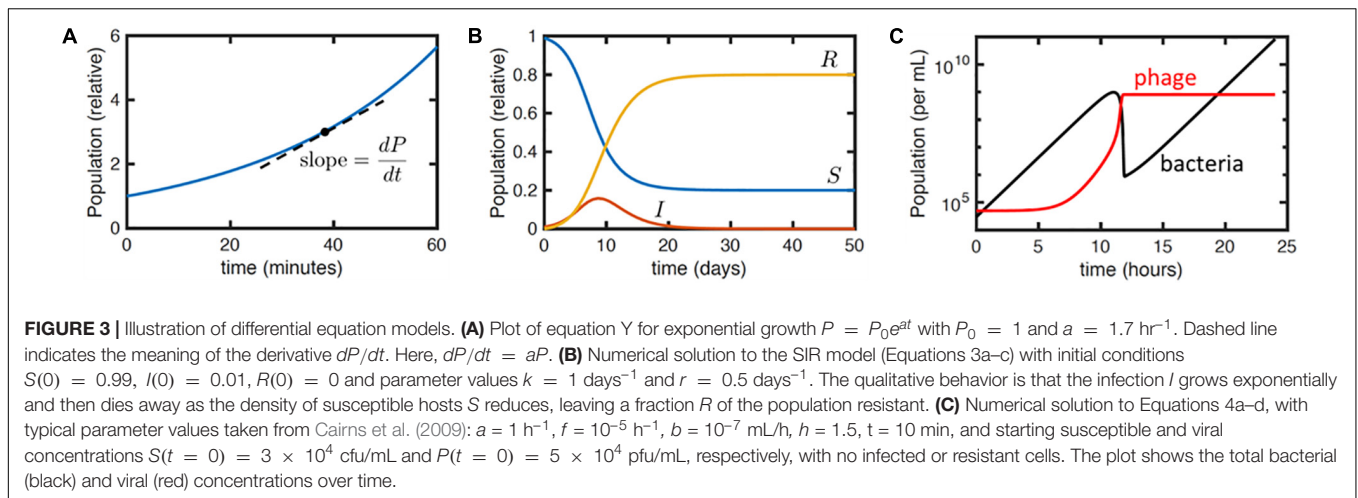 A
Population (relative)
6
4
2
0
0
20
40
60
time (minutes)
slope = dP/dt
B
Population (relative)
1
0.8
0.6
0.4
0.2
0
0
10
20
30
40
50
time (days)
R
S
I
C
Population (per mL)
10^10
10^5
0
5
10
15
20
25
time (hours)
phage
bacteria
FIGURE 3 | Illustration of differential equation models. (A) Plot of equation Y for exponential growth P = P₀eᵃᵗ with P₀ = 1 and a = 1.7 hr⁻¹. Dashed line
indicates the meaning of the derivative dP/dt. Here, dP/dt = aP. (B) Numerical solution to the SIR model (Equations 3a–c) with initial conditions
S(0) = 0.99, I(0) = 0.01, R(0) = 0 and parameter values k = 1 days⁻¹ and r = 0.5 days⁻¹. The qualitative behavior is that the infection I grows exponentially
and then dies away as the density of susceptible hosts S reduces, leaving a fraction R of the population resistant. (C) Numerical solution to Equations 4a–d, with
typical parameter values taken from Cairns et al. (2009): a = 1 h⁻¹, f = 10⁻⁵ h⁻¹, b = 10⁻⁷ mL/h, h = 1.5, t = 10 min, and starting susceptible and viral
concentrations S(t = 0) = 3 × 10⁴ cfu/mL and P(t = 0) = 5 × 10⁴ pfu/mL, respectively, with no infected or resistant cells. The plot shows the total bacterial
(black) and viral (red) concentrations over time.